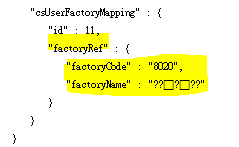 "csUserFactoryMapping" : {
"id" : 11,
"factoryRef" : {
"factoryCode" : "8020",
"factoryName" : "??□?□??"
}
}
}